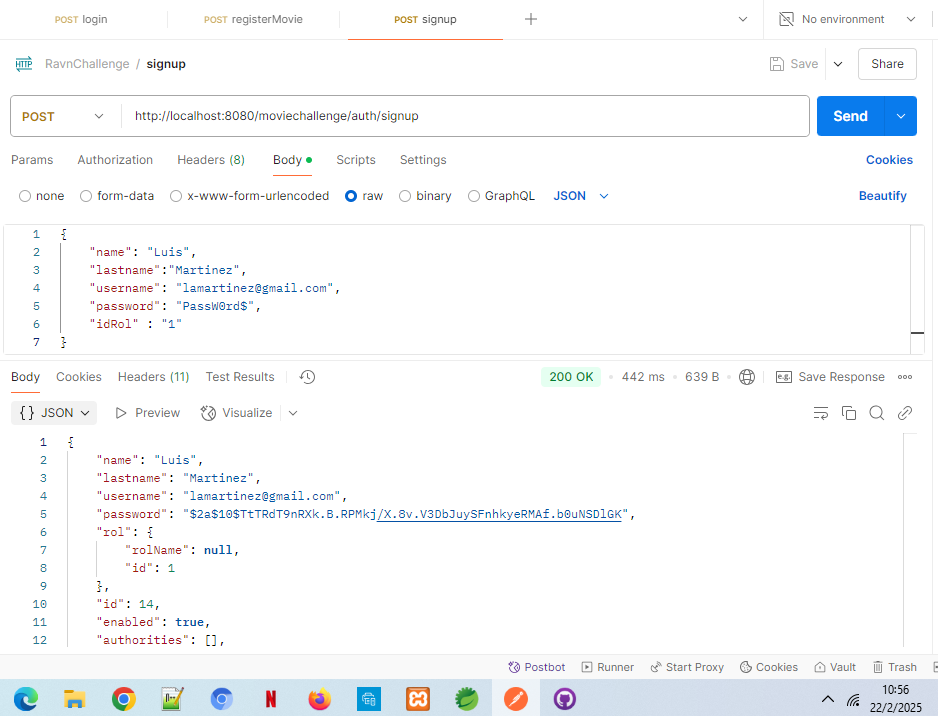 POST login POST registerMovie POST signup No environment
HTTP RavnChallenge / signup Save Share
POST http://localhost:8080/moviechallenge/auth/signup Send
Params Authorization Headers (8) Body Scripts Settings Cookies
none form-data x-www-form-urlencoded raw binary GraphQL JSON Beautify
1 {
2 "name": "Luis",
3 "lastname":"Martinez",
4 "username": "lamartinez@gmail.com",
5 "password": "PassW0rd$",
6 "idRol" : "1"
7 }
Body Cookies Headers (11) Test Results 200 OK • 442 ms • 639 B • e.g. Save Response
{} JSON Preview Visualize
1 {
2 "name": "Luis",
3 "lastname": "Martinez",
4 "username": "lamartinez@gmail.com",
5 "password": "$2a$10$TtTRdT9nRXk.B.RPMkj/X.8v.V3DbJuySFnhkyeRMAf.b0uNSDlGK",
6 "rol": {
7 "rolName": null,
8 "id": 1
9 },
10 "id": 14,
11 "enabled": true,
12 "authorities": [],
Postbot Runner Start Proxy Cookies Vault Trash
10:56
22/2/2025